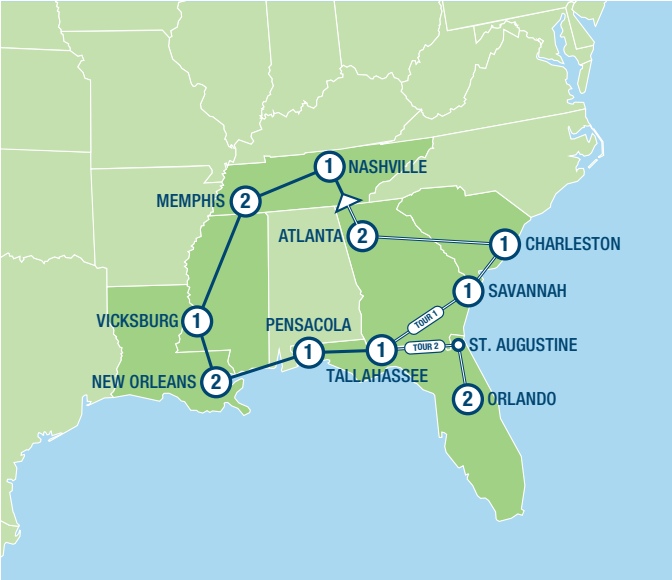 1 NASHVILLE
MEMPHIS 2
ATLANTA 2
1 CHARLESTON
1 SAVANNAH
VICKSBURG 1
TOUR 1
PENSACOLA
1
1
TOUR 2
ST. AUGUSTINE
TALLAHASSEE
NEW ORLEANS 2
2 ORLANDO